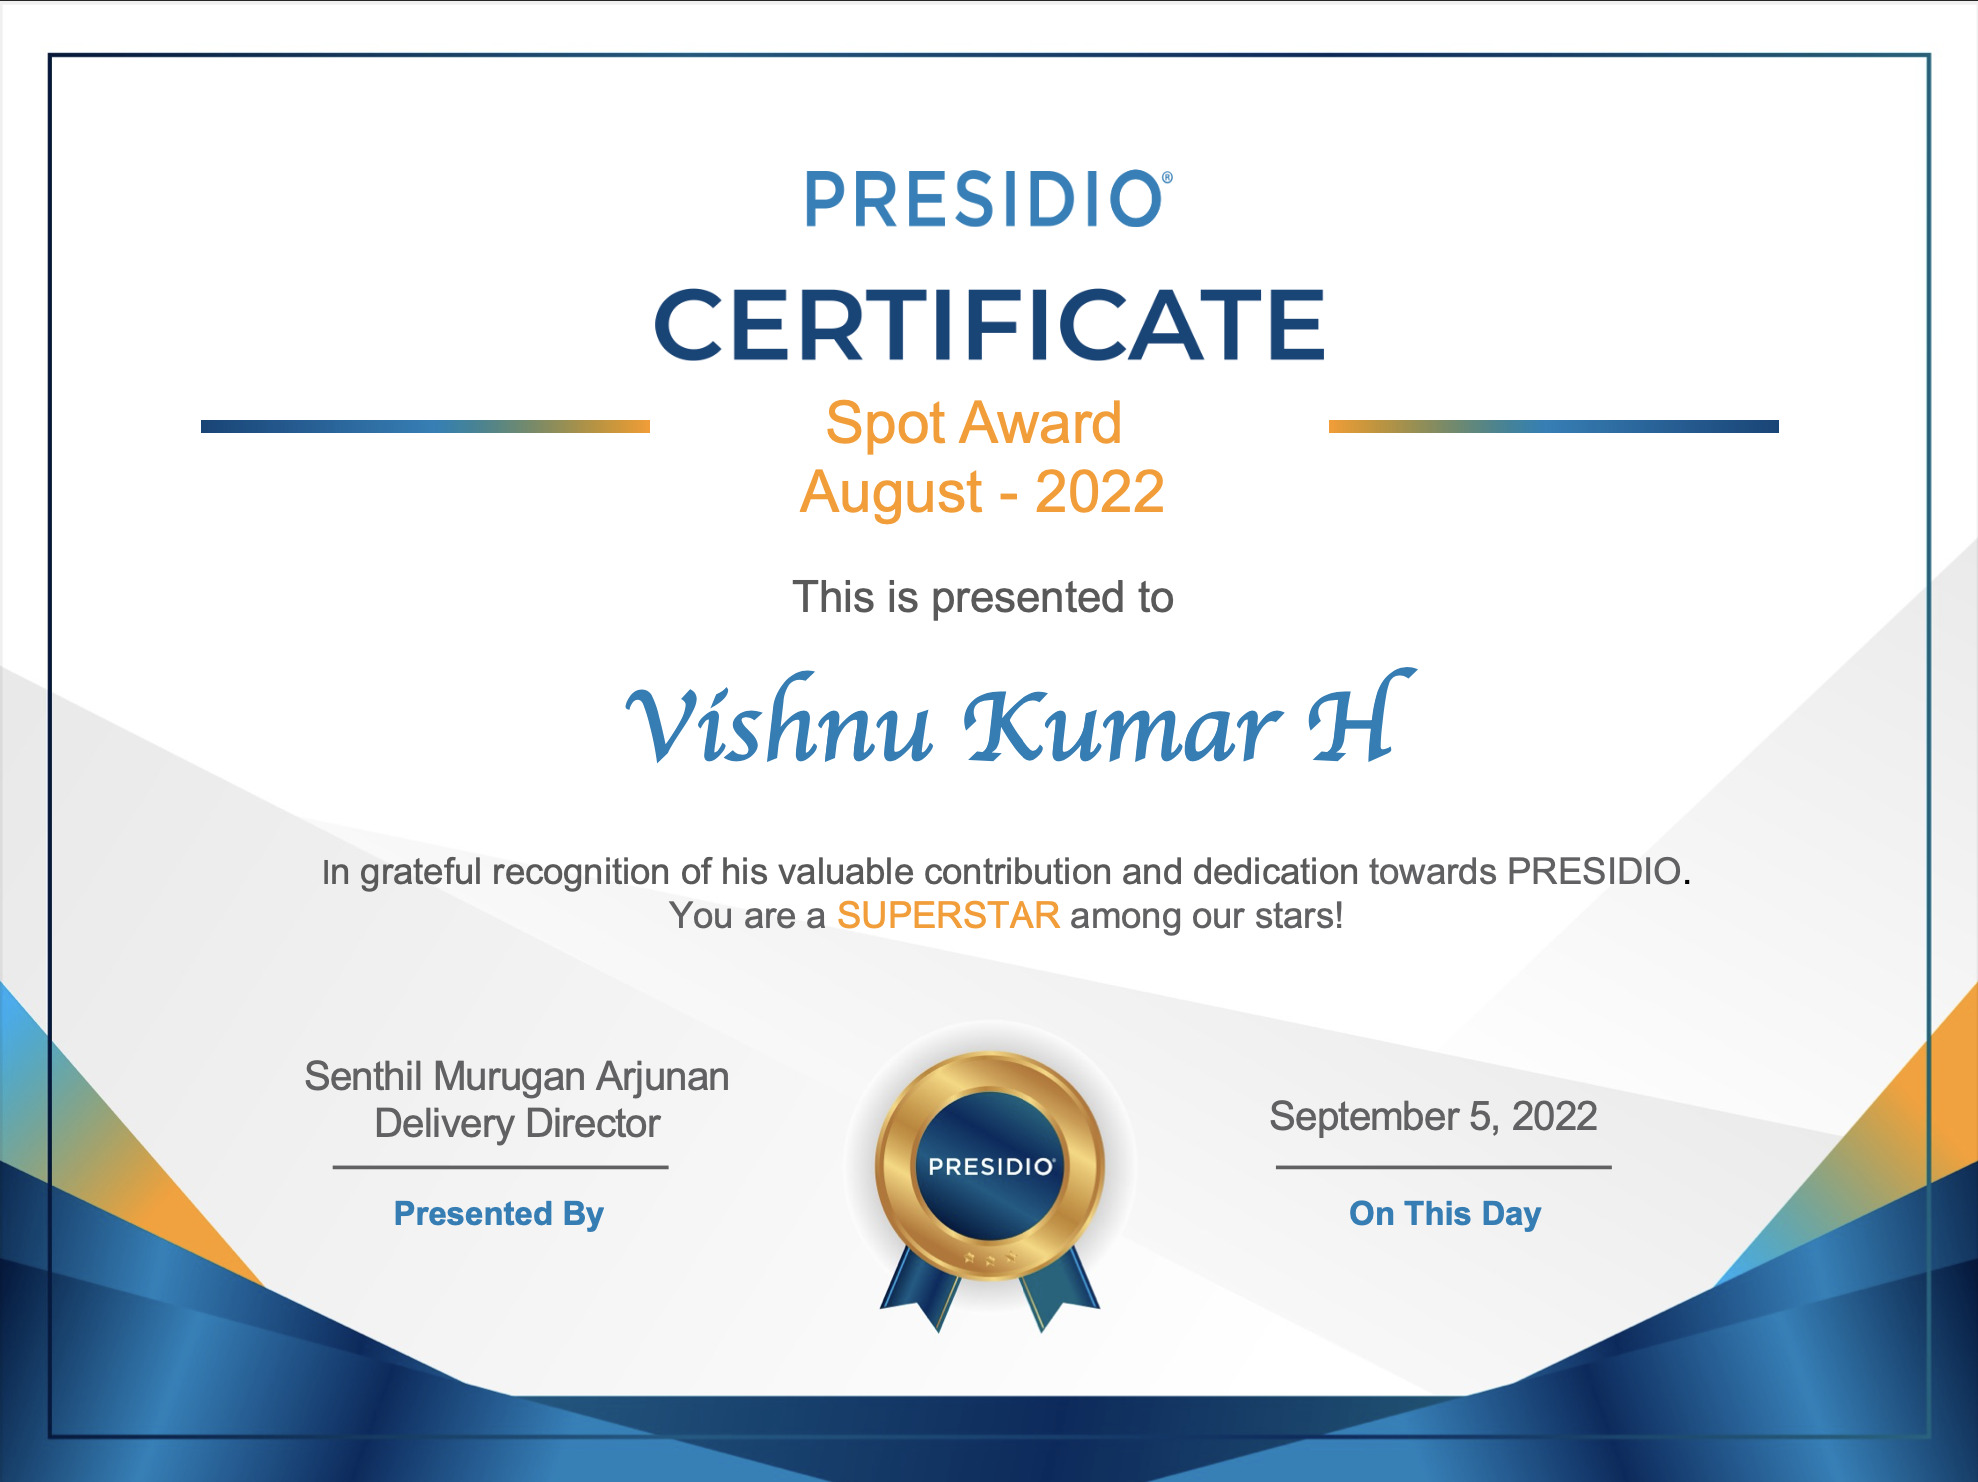 PRESIDIO®
CERTIFICATE
Spot Award
August - 2022
This is presented to
Vishnu Kumar H
In grateful recognition of his valuable contribution and dedication towards PRESIDIO.
You are a SUPERSTAR among our stars!
Senthil Murugan Arjunan
Delivery Director
Presented By
PRESIDIO®
September 5, 2022
On This Day